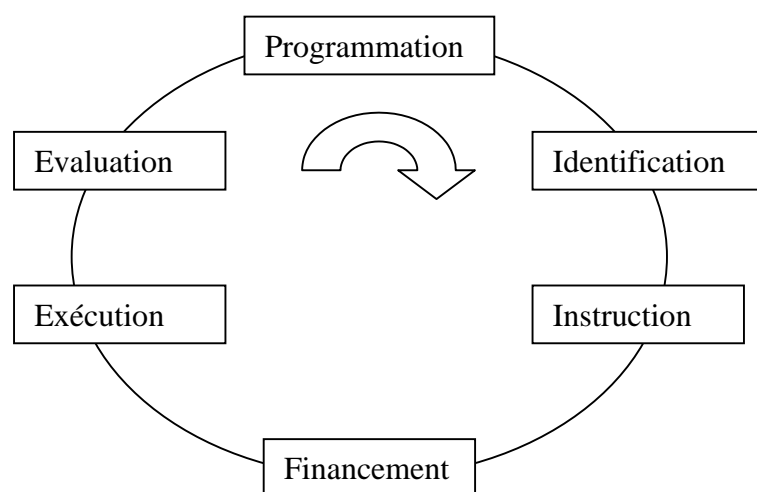 Programmation
Evaluation
Identification
Exécution
Instruction
Financement